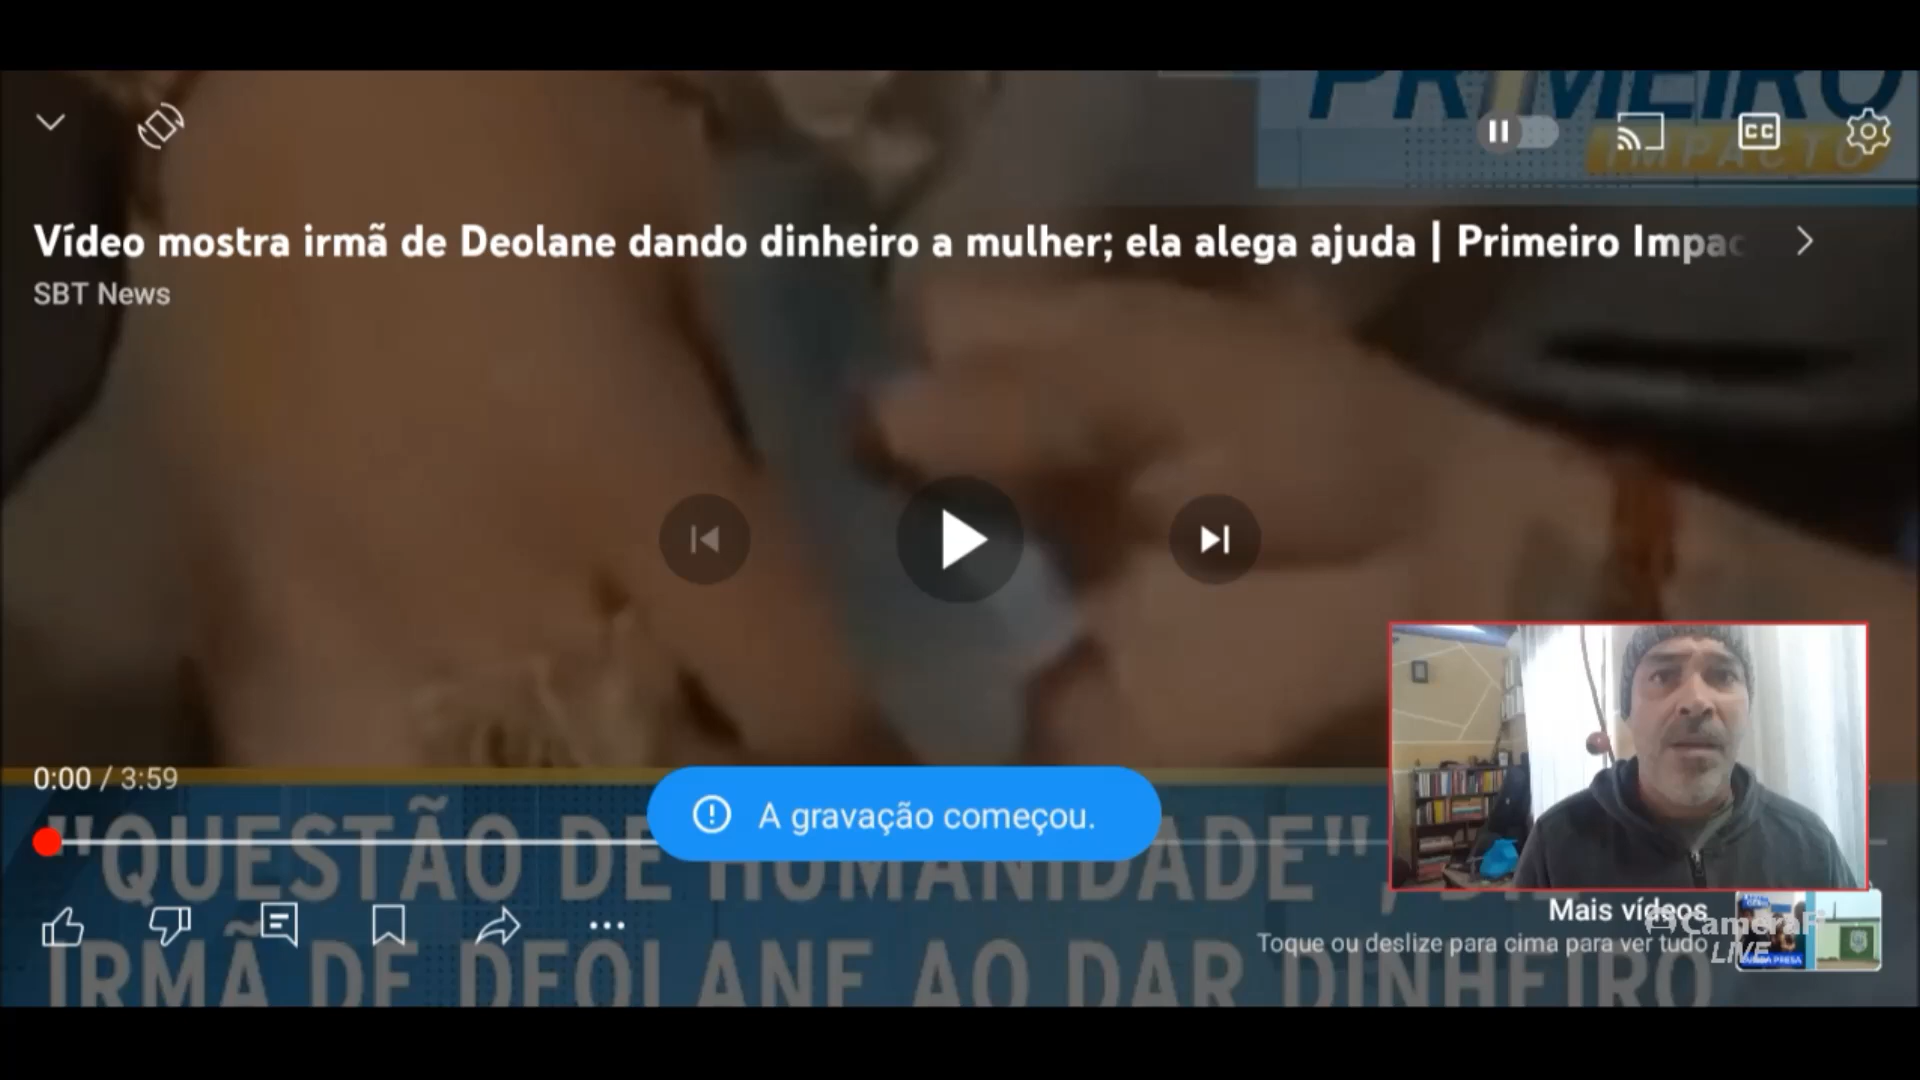 PRIMEIRO
IMPACTO
CC
Vídeo mostra irmã de Deolane dando dinheiro a mulher; ela alega ajuda | Primeiro Impac
SBT News
0:00 / 3:59
A gravação começou.
"QUESTÃO DE HUMANIDADE",
IRMÃ DE DEOLANE AO DAR DINHEIRO
Mais vídeos
Toque ou deslize para cima para ver tudo
CameraFi
LIVE